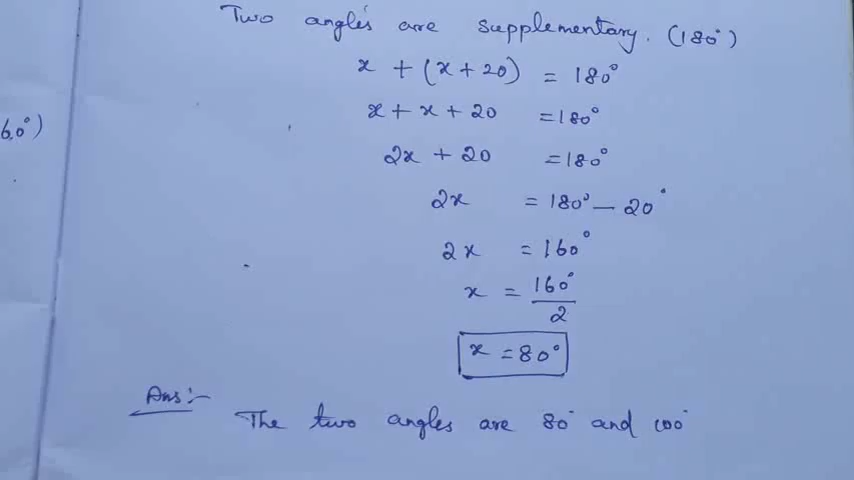 Two angles are supplementary. (180°)
x + (x + 20) = 180°
60°)
x + x + 20 = 180°
2x + 20 = 180°
2x = 180° - 20°
2x = 160°
x = 160°/2
x = 80°
Ans:-
The two angles are 80° and 100°